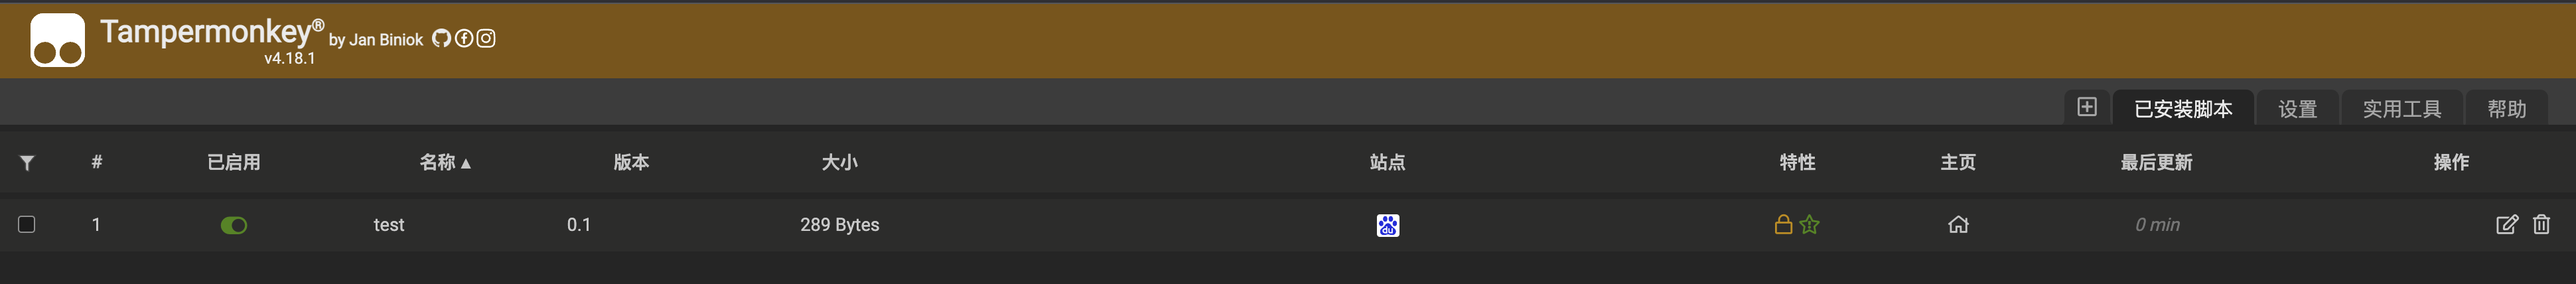 Tampermonkey® by Jan Biniok
v4.18.1
已安装脚本 设置 实用工具 帮助
# 已启用 名称▲ 版本 大小 站点 特性 主页 最后更新 操作
1 test 0.1 289 Bytes du 0 min